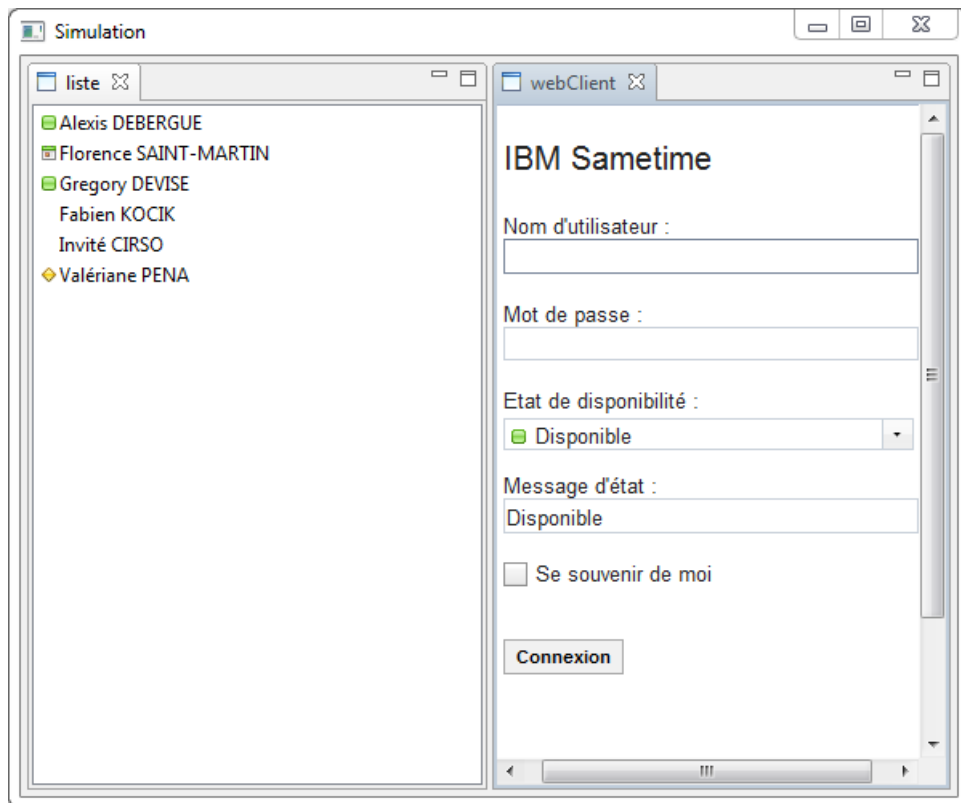 Simulation
liste
Alexis DEBERGUE
Florence SAINT-MARTIN
Gregory DEVISE
Fabien KOCIK
Invité CIRSO
Valériane PENA
webClient
IBM Sametime
Nom d'utilisateur :
Mot de passe :
Etat de disponibilité :
Disponible
Message d'état :
Disponible
Se souvenir de moi
Connexion